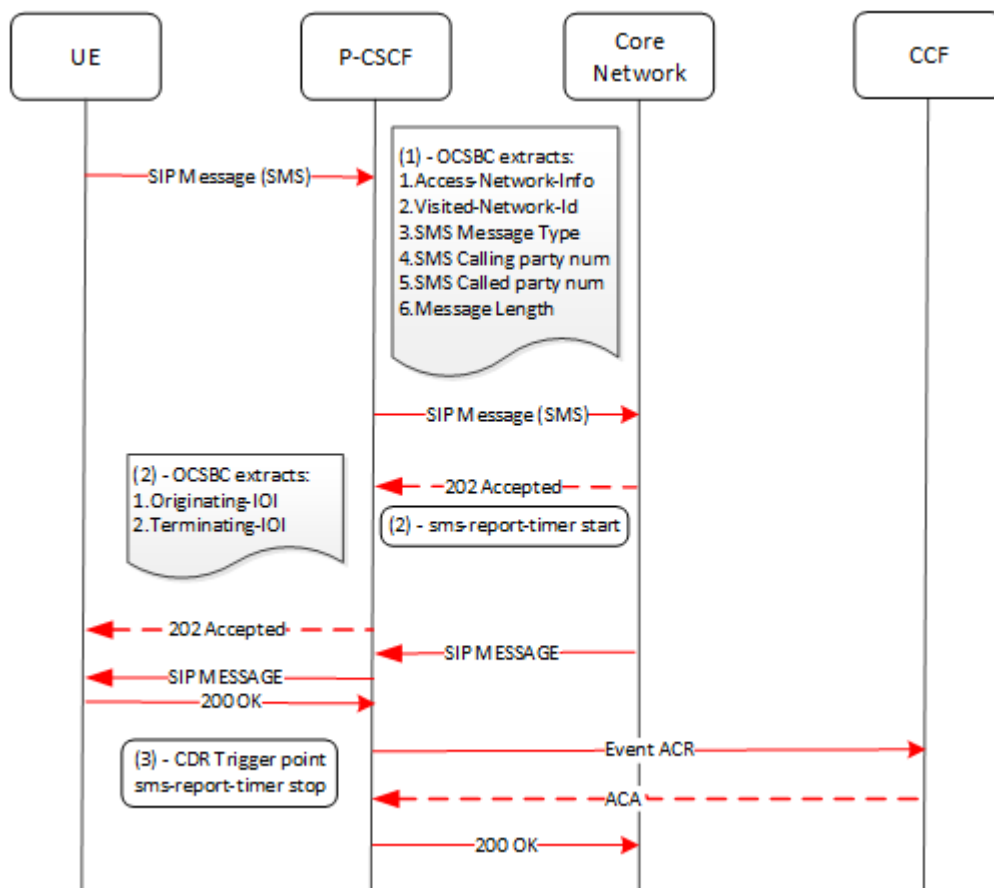 UE
P-CSCF
Core
Network
CCF
SIP Message (SMS)
(1) - OCSBC extracts:
1.Access-Network-Info
2.Visited-Network-Id
3.SMS Message Type
4.SMS Calling party num
5.SMS Called party num
6.Message Length
SIP Message (SMS)
202 Accepted
(2) - OCSBC extracts:
1.Originating-IOI
2.Terminating-IOI
(2) - sms-report-timer start
202 Accepted
SIP MESSAGE
SIP MESSAGE
200 OK
Event ACR
(3) - CDR Trigger point
sms-report-timer stop
ACA
200 OK